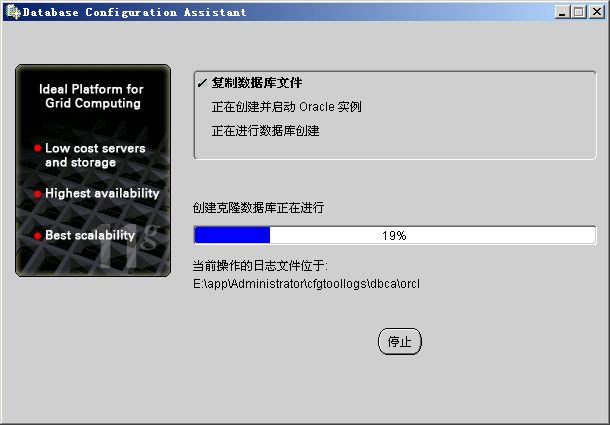 Database Configuration Assistant
Ideal Platform for
Grid Computing
Low cost servers
and storage
Highest availability
Best scalability
11g
复制数据库文件
正在创建并启动 Oracle 实例
正在进行数据库创建
创建克隆数据库正在进行
19%
当前操作的日志文件位于:
E:\app\Administrator\cfgtoollogs\dbca\orcl
停止